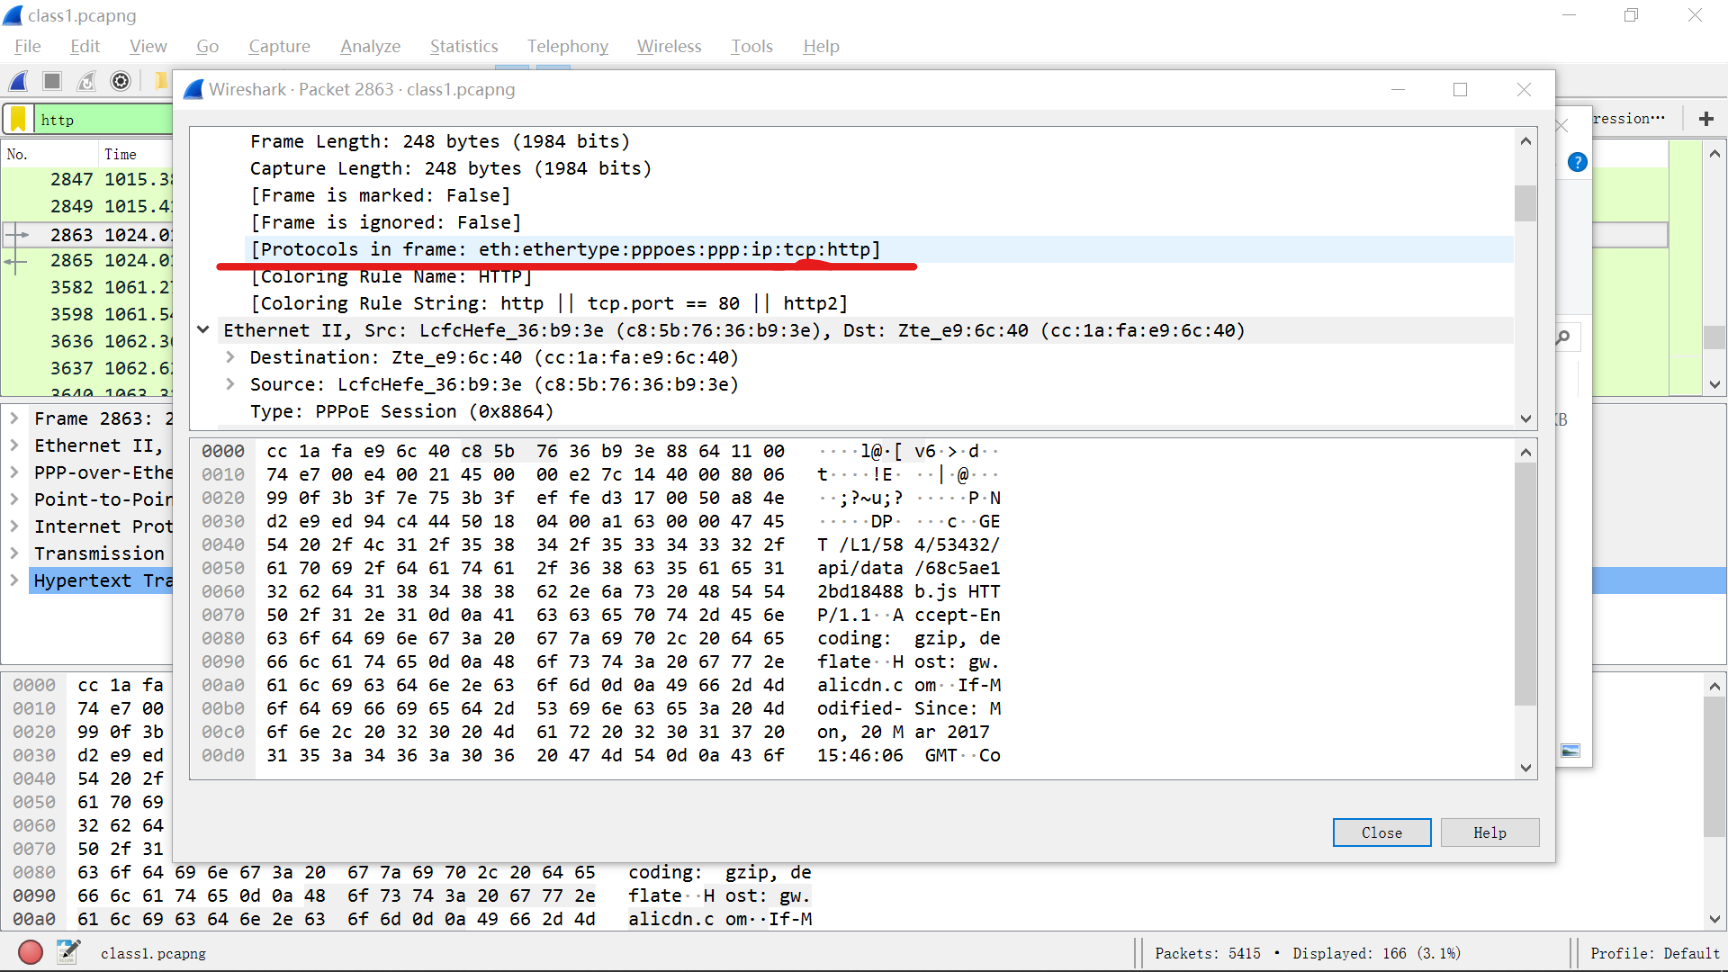 class1.pcapng
File Edit View Go Capture Analyze Statistics Telephony Wireless Tools Help
Wireshark · Packet 2863 · class1.pcapng
http
ression…
No. Time
2847 1015.38
2849 1015.41
2863 1024.01
2865 1024.01
3582 1061.27
3598 1061.54
3636 1062.36
3637 1062.62
3640 1063.3
Frame Length: 248 bytes (1984 bits)
Capture Length: 248 bytes (1984 bits)
[Frame is marked: False]
[Frame is ignored: False]
[Protocols in frame: eth:ethertype:pppoes:ppp:ip:tcp:http]
[Coloring Rule Name: HTTP]
[Coloring Rule String: http || tcp.port == 80 || http2]
Ethernet II, Src: LcfcHefe_36:b9:3e (c8:5b:76:36:b9:3e), Dst: Zte_e9:6c:40 (cc:1a:fa:e9:6c:40)
Destination: Zte_e9:6c:40 (cc:1a:fa:e9:6c:40)
Source: LcfcHefe_36:b9:3e (c8:5b:76:36:b9:3e)
Type: PPPoE Session (0x8864)
KB
Frame 2863: 2
Ethernet II,
PPP-over-Ethe
Point-to-Poin
Internet Prot
Transmission
Hypertext Tra
0000 cc 1a fa e9 6c 40 c8 5b 76 36 b9 3e 88 64 11 00 ····l@·[ v6·>·d··
0010 74 e7 00 e4 00 21 45 00 00 e2 7c 14 40 00 80 06 t····!E· ··|·@···
0020 99 0f 3b 3f 7e 75 3b 3f ef fe d3 17 00 50 a8 4e ··;?~u;? ·····P·N
0030 d2 e9 ed 94 c4 44 50 18 04 00 a1 63 00 00 47 45 ·····DP· ···c··GE
0040 54 20 2f 4c 31 2f 35 38 34 2f 35 33 34 33 32 2f T /L1/58 4/53432/
0050 61 70 69 2f 64 61 74 61 2f 36 38 63 35 61 65 31 api/data /68c5ae1
0060 32 62 64 31 38 34 38 38 62 2e 6a 73 20 48 54 54 2bd18488 b.js HTT
0070 50 2f 31 2e 31 0d 0a 41 63 63 65 70 74 2d 45 6e P/1.1··A ccept-En
0080 63 6f 64 69 6e 67 3a 20 67 7a 69 70 2c 20 64 65 coding: gzip, de
0090 66 6c 61 74 65 0d 0a 48 6f 73 74 3a 20 67 77 2e flate··H ost: gw.
00a0 61 6c 69 63 64 6e 2e 63 6f 6d 0d 0a 49 66 2d 4d alicdn.c om··If-M
00b0 6f 64 69 66 69 65 64 2d 53 69 6e 63 65 3a 20 4d odified- Since: M
00c0 6f 6e 2c 20 32 30 20 4d 61 72 20 32 30 31 37 20 on, 20 M ar 2017
00d0 31 35 3a 34 36 3a 30 36 20 47 4d 54 0d 0a 43 6f 15:46:06 GMT··Co
Close Help
0000 cc 1a fa
0010 74 e7 00
0020 99 0f 3b
0030 d2 e9 ed
0040 54 20 2f
0050 61 70 69
0060 32 62 64
0070 50 2f 31
0080 63 6f 64 69 6e 67 3a 20 67 7a 69 70 2c 20 64 65 coding: gzip, de
0090 66 6c 61 74 65 0d 0a 48 6f 73 74 3a 20 67 77 2e flate··H ost: gw.
00a0 61 6c 69 63 64 6e 2e 63 6f 6d 0d 0a 49 66 2d 4d alicdn.c om··If-M
class1.pcapng
Packets: 5415 · Displayed: 166 (3.1%)
Profile: Default